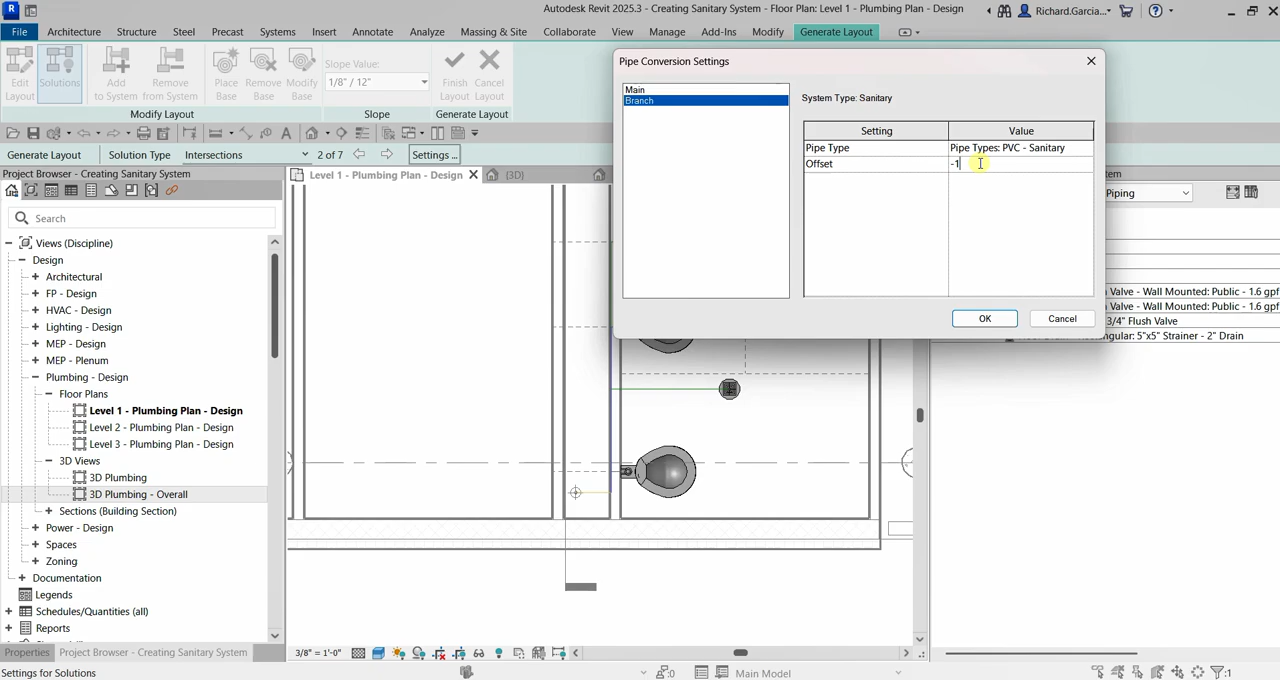 Autodesk Revit 2025.3 - Creating Sanitary System - Floor Plan: Level 1 - Plumbing Plan - Design
Richard.Garcia...
File Architecture Structure Steel Precast Systems Insert Annotate Analyze Massing & Site Collaborate View Manage Add-Ins Modify Generate Layout
Edit Layout
Solutions
Add to System
Remove from System
Place Base
Remove Base
Modify Base
Slope Value:
1/8" / 12"
Finish Layout
Cancel Layout
Modify Layout
Slope
Generate Layout
Generate Layout Solution Type Intersections 2 of 7 Settings...
Project Browser - Creating Sanitary System
Search
Views (Discipline)
Design
Architectural
FP - Design
HVAC - Design
Lighting - Design
MEP - Design
MEP - Plenum
Plumbing - Design
Floor Plans
Level 1 - Plumbing Plan - Design
Level 2 - Plumbing Plan - Design
Level 3 - Plumbing Plan - Design
3D Views
3D Plumbing
3D Plumbing - Overall
Sections (Building Section)
Power - Design
Spaces
Zoning
Documentation
Legends
Schedules/Quantities (all)
Reports
Properties
Project Browser - Creating Sanitary System
Level 1 - Plumbing Plan - Design
{3D}
Pipe Conversion Settings
Main
Branch
System Type: Sanitary
Setting Value
Pipe Type Pipe Types: PVC - Sanitary
Offset -1
OK Cancel
Piping
Valve - Wall Mounted: Public - 1.6 gpf
Valve - Wall Mounted: Public - 1.6 gpf
3/4" Flush Valve
5"x5" Strainer - 2" Drain
3/8" = 1'-0"
Settings for Solutions
:0
Main Model
:1